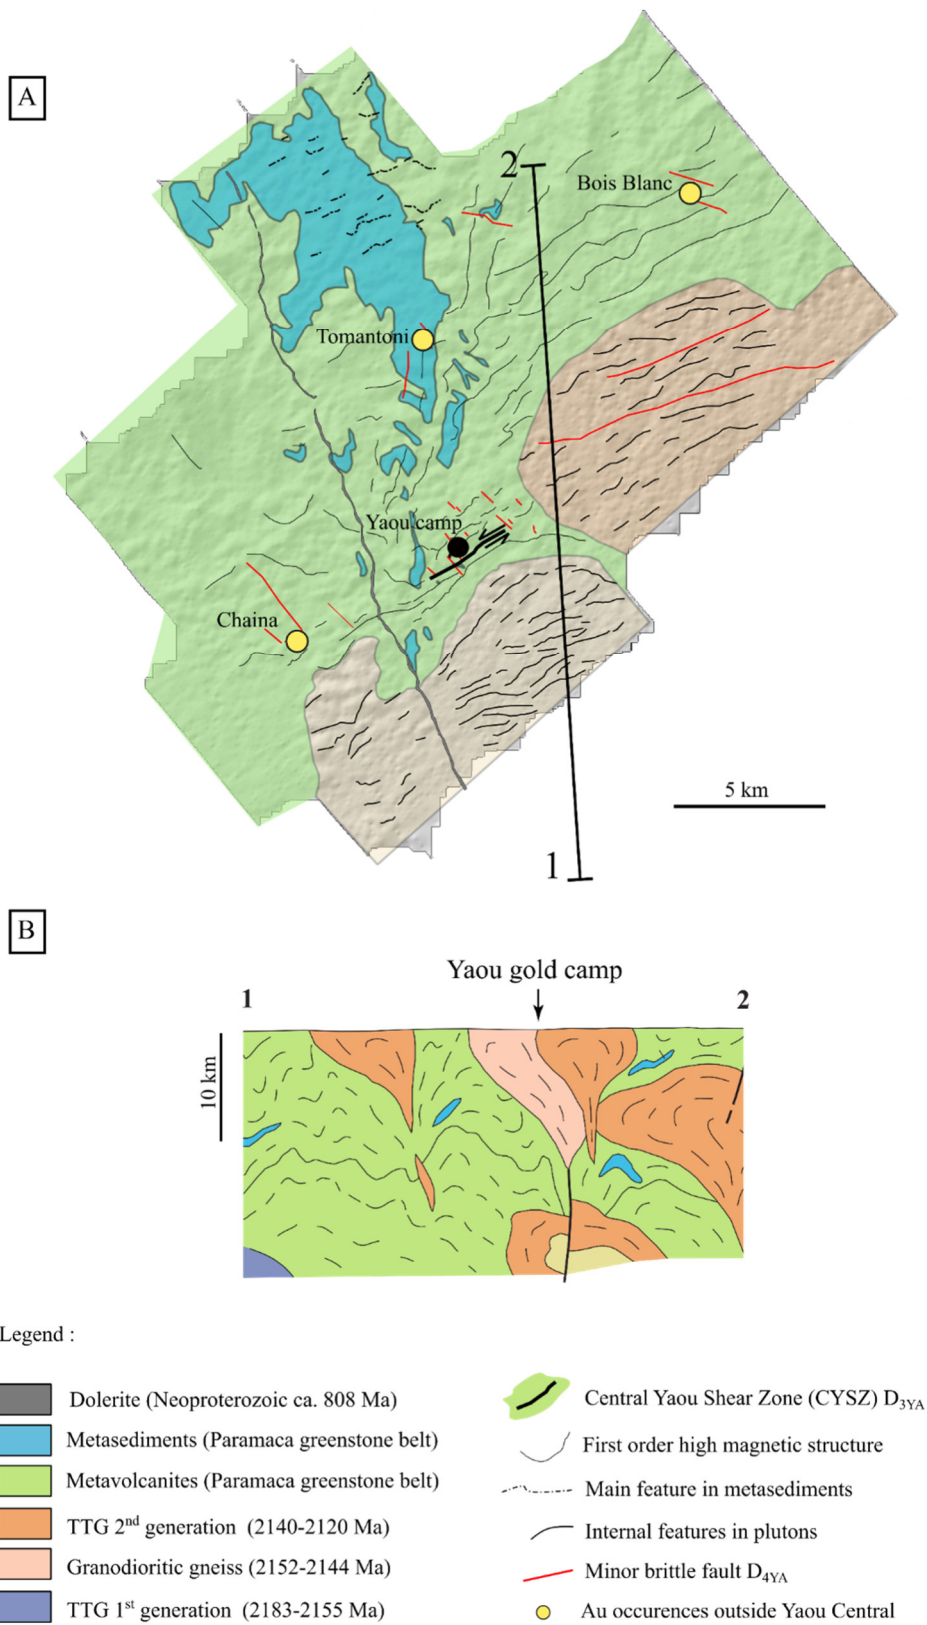 A
2
Bois Blanc
Tomantoni
Yaou camp
Chaina
5 km
1
B
Yaou gold camp
1
2
10 km
Legend :
Dolerite (Neoproterozoic ca. 808 Ma)
Metasediments (Paramaca greenstone belt)
Metavolcanites (Paramaca greenstone belt)
TTG 2nd generation (2140-2120 Ma)
Granodioritic gneiss (2152-2144 Ma)
TTG 1st generation (2183-2155 Ma)
Central Yaou Shear Zone (CYSZ) D3YA
First order high magnetic structure
Main feature in metasediments
Internal features in plutons
Minor brittle fault D4YA
Au occurences outside Yaou Central